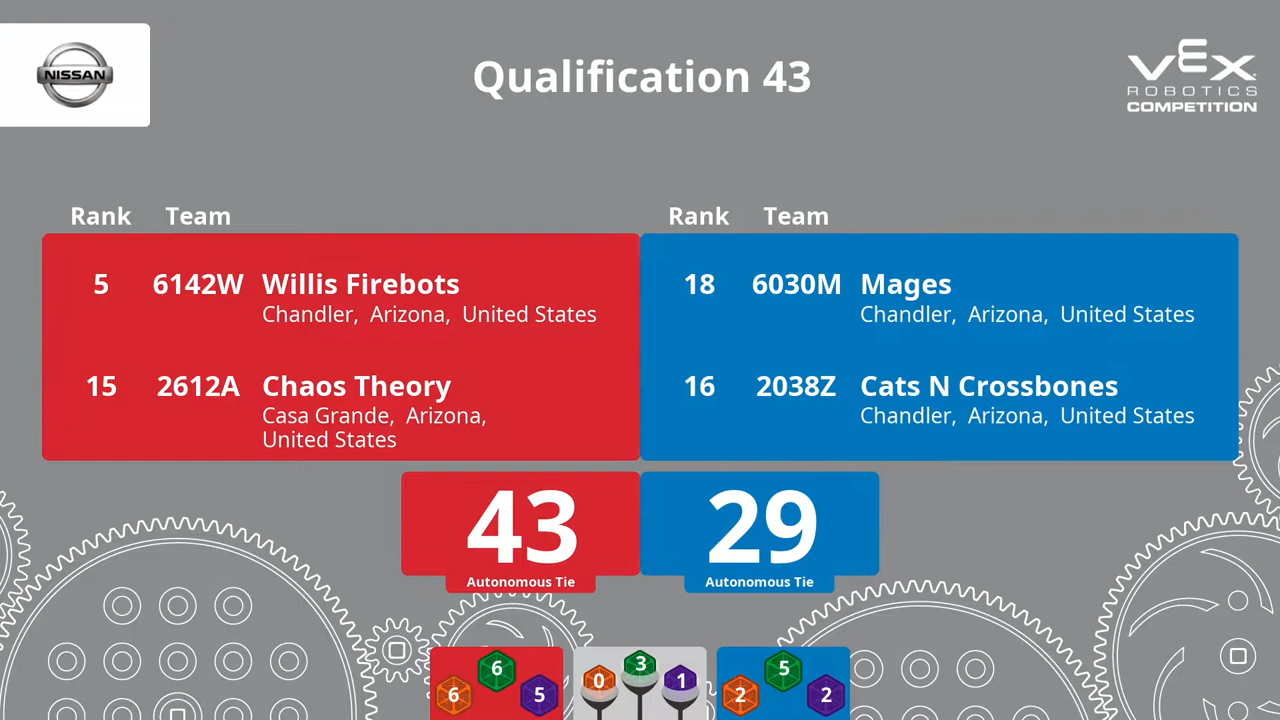 NISSAN
Qualification 43
VEX
ROBOTICS
COMPETITION
Rank Team
Rank Team
5 6142W Willis Firebots
Chandler, Arizona, United States
15 2612A Chaos Theory
Casa Grande, Arizona,
United States
18 6030M Mages
Chandler, Arizona, United States
16 2038Z Cats N Crossbones
Chandler, Arizona, United States
43
Autonomous Tie
29
Autonomous Tie
6 6 5
0 3 1
2 5 2